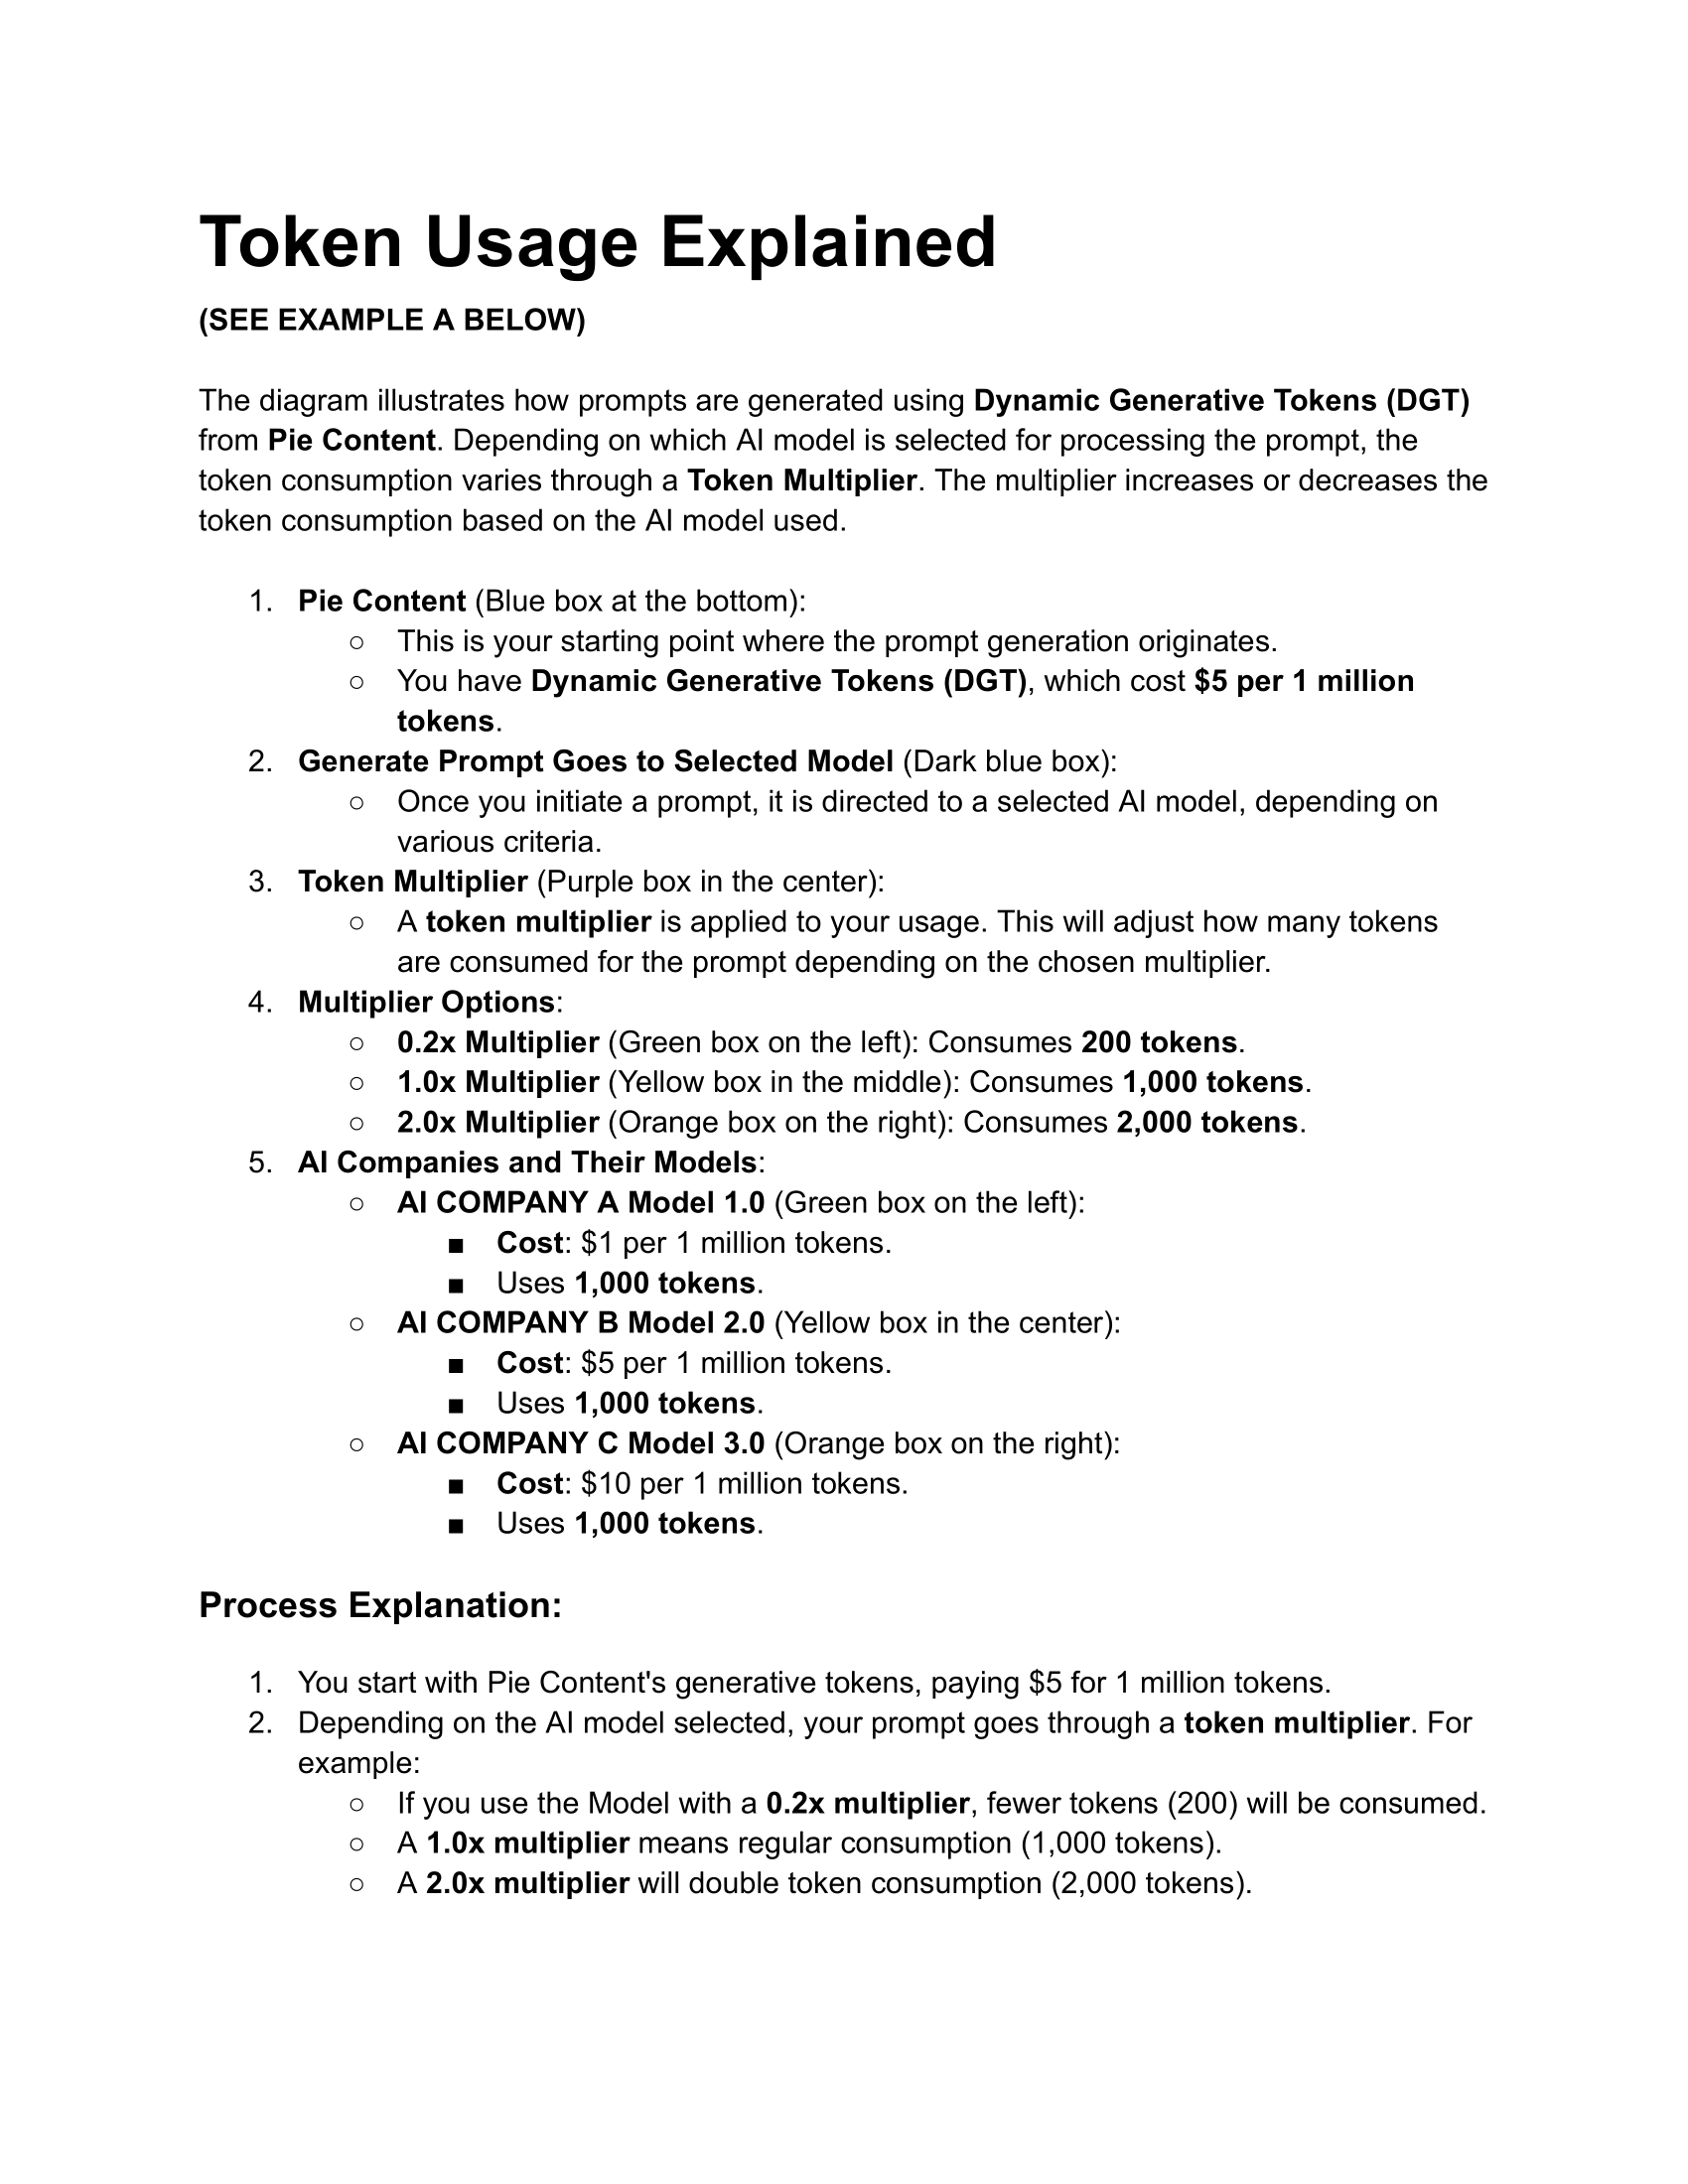 Token Usage Explained
(SEE EXAMPLE A BELOW)
The diagram illustrates how prompts are generated using Dynamic Generative Tokens (DGT)
from Pie Content. Depending on which AI model is selected for processing the prompt, the
token consumption varies through a Token Multiplier. The multiplier increases or decreases the
token consumption based on the AI model used.
1. Pie Content (Blue box at the bottom):
○ This is your starting point where the prompt generation originates.
○ You have Dynamic Generative Tokens (DGT), which cost $5 per 1 million
tokens.
2. Generate Prompt Goes to Selected Model (Dark blue box):
○ Once you initiate a prompt, it is directed to a selected AI model, depending on
various criteria.
3. Token Multiplier (Purple box in the center):
○ A token multiplier is applied to your usage. This will adjust how many tokens
are consumed for the prompt depending on the chosen multiplier.
4. Multiplier Options:
○ 0.2x Multiplier (Green box on the left): Consumes 200 tokens.
○ 1.0x Multiplier (Yellow box in the middle): Consumes 1,000 tokens.
○ 2.0x Multiplier (Orange box on the right): Consumes 2,000 tokens.
5. AI Companies and Their Models:
○ AI COMPANY A Model 1.0 (Green box on the left):
■ Cost: $1 per 1 million tokens.
■ Uses 1,000 tokens.
○ AI COMPANY B Model 2.0 (Yellow box in the center):
■ Cost: $5 per 1 million tokens.
■ Uses 1,000 tokens.
○ AI COMPANY C Model 3.0 (Orange box on the right):
■ Cost: $10 per 1 million tokens.
■ Uses 1,000 tokens.
Process Explanation:
1. You start with Pie Content's generative tokens, paying $5 for 1 million tokens.
2. Depending on the AI model selected, your prompt goes through a token multiplier. For
example:
○ If you use the Model with a 0.2x multiplier, fewer tokens (200) will be consumed.
○ A 1.0x multiplier means regular consumption (1,000 tokens).
○ A 2.0x multiplier will double token consumption (2,000 tokens).